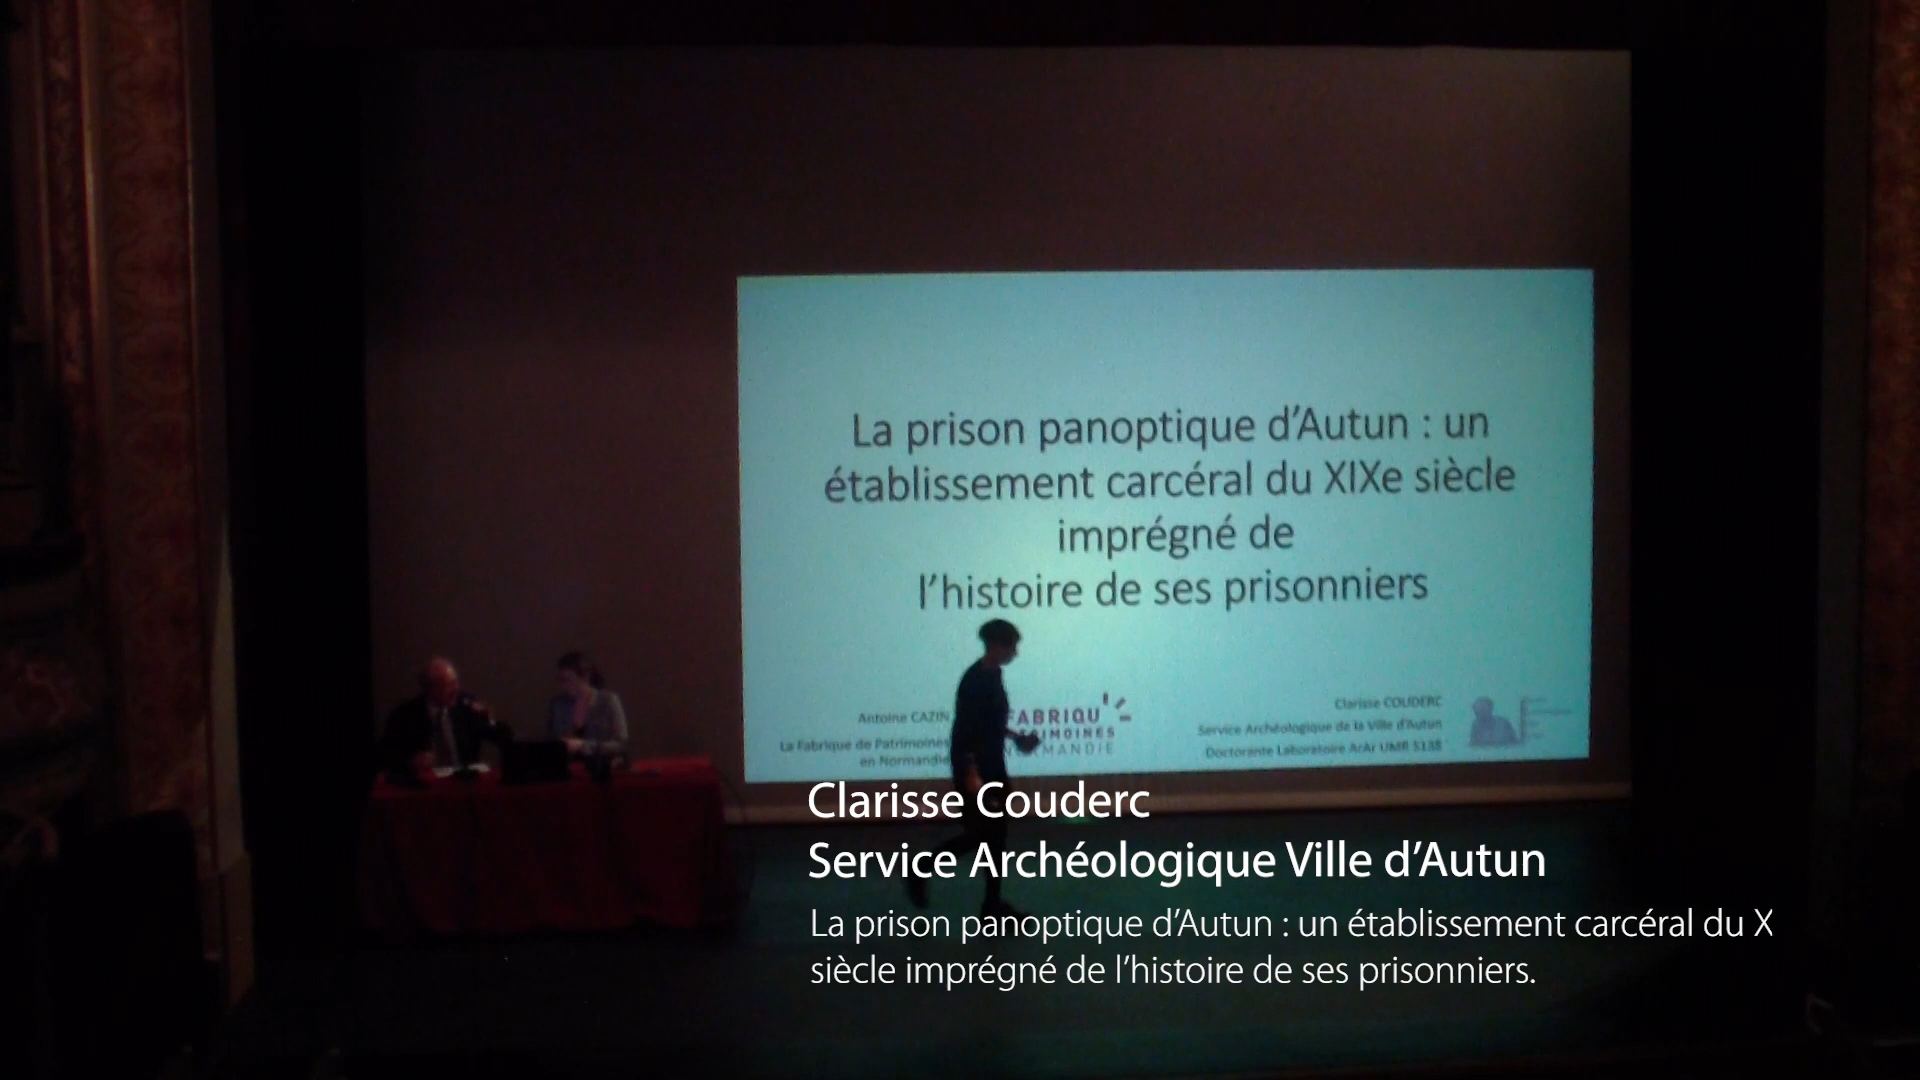 La prison panoptique d’Autun : un
établissement carcéral du XIXe siècle
imprégné de
l’histoire de ses prisonniers
Antoine CAZIN
La Fabrique de Patrimoines
en Normandie
FABRIQU
IMOINES
MANDIE
Clarisse COUDERC
Service Archéologique de la Ville d’Autun
Doctorante Laboratoire ArAr UMR 5138
Clarisse Couderc
Service Archéologique Ville d’Autun
La prison panoptique d’Autun : un établissement carcéral du X
siècle imprégné de l’histoire de ses prisonniers.